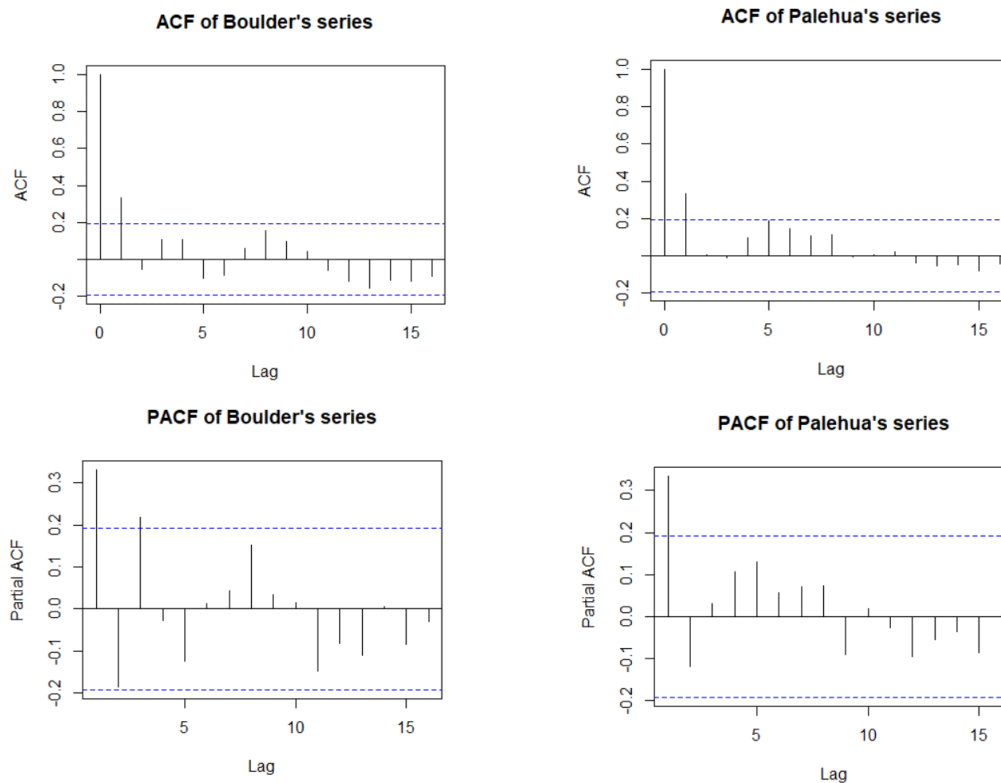 ACF of Boulder's series
ACF
1.0
0.8
0.6
0.4
0.2
-0.2
0 5 10 15
Lag
ACF of Palehua's series
ACF
1.0
0.8
0.6
0.4
0.2
-0.2
0 5 10 15
Lag
PACF of Boulder's series
Partial ACF
0.3
0.2
0.1
0.0
-0.1
-0.2
5 10 15
Lag
PACF of Palehua's series
Partial ACF
0.3
0.2
0.1
0.0
-0.1
-0.2
5 10 15
Lag